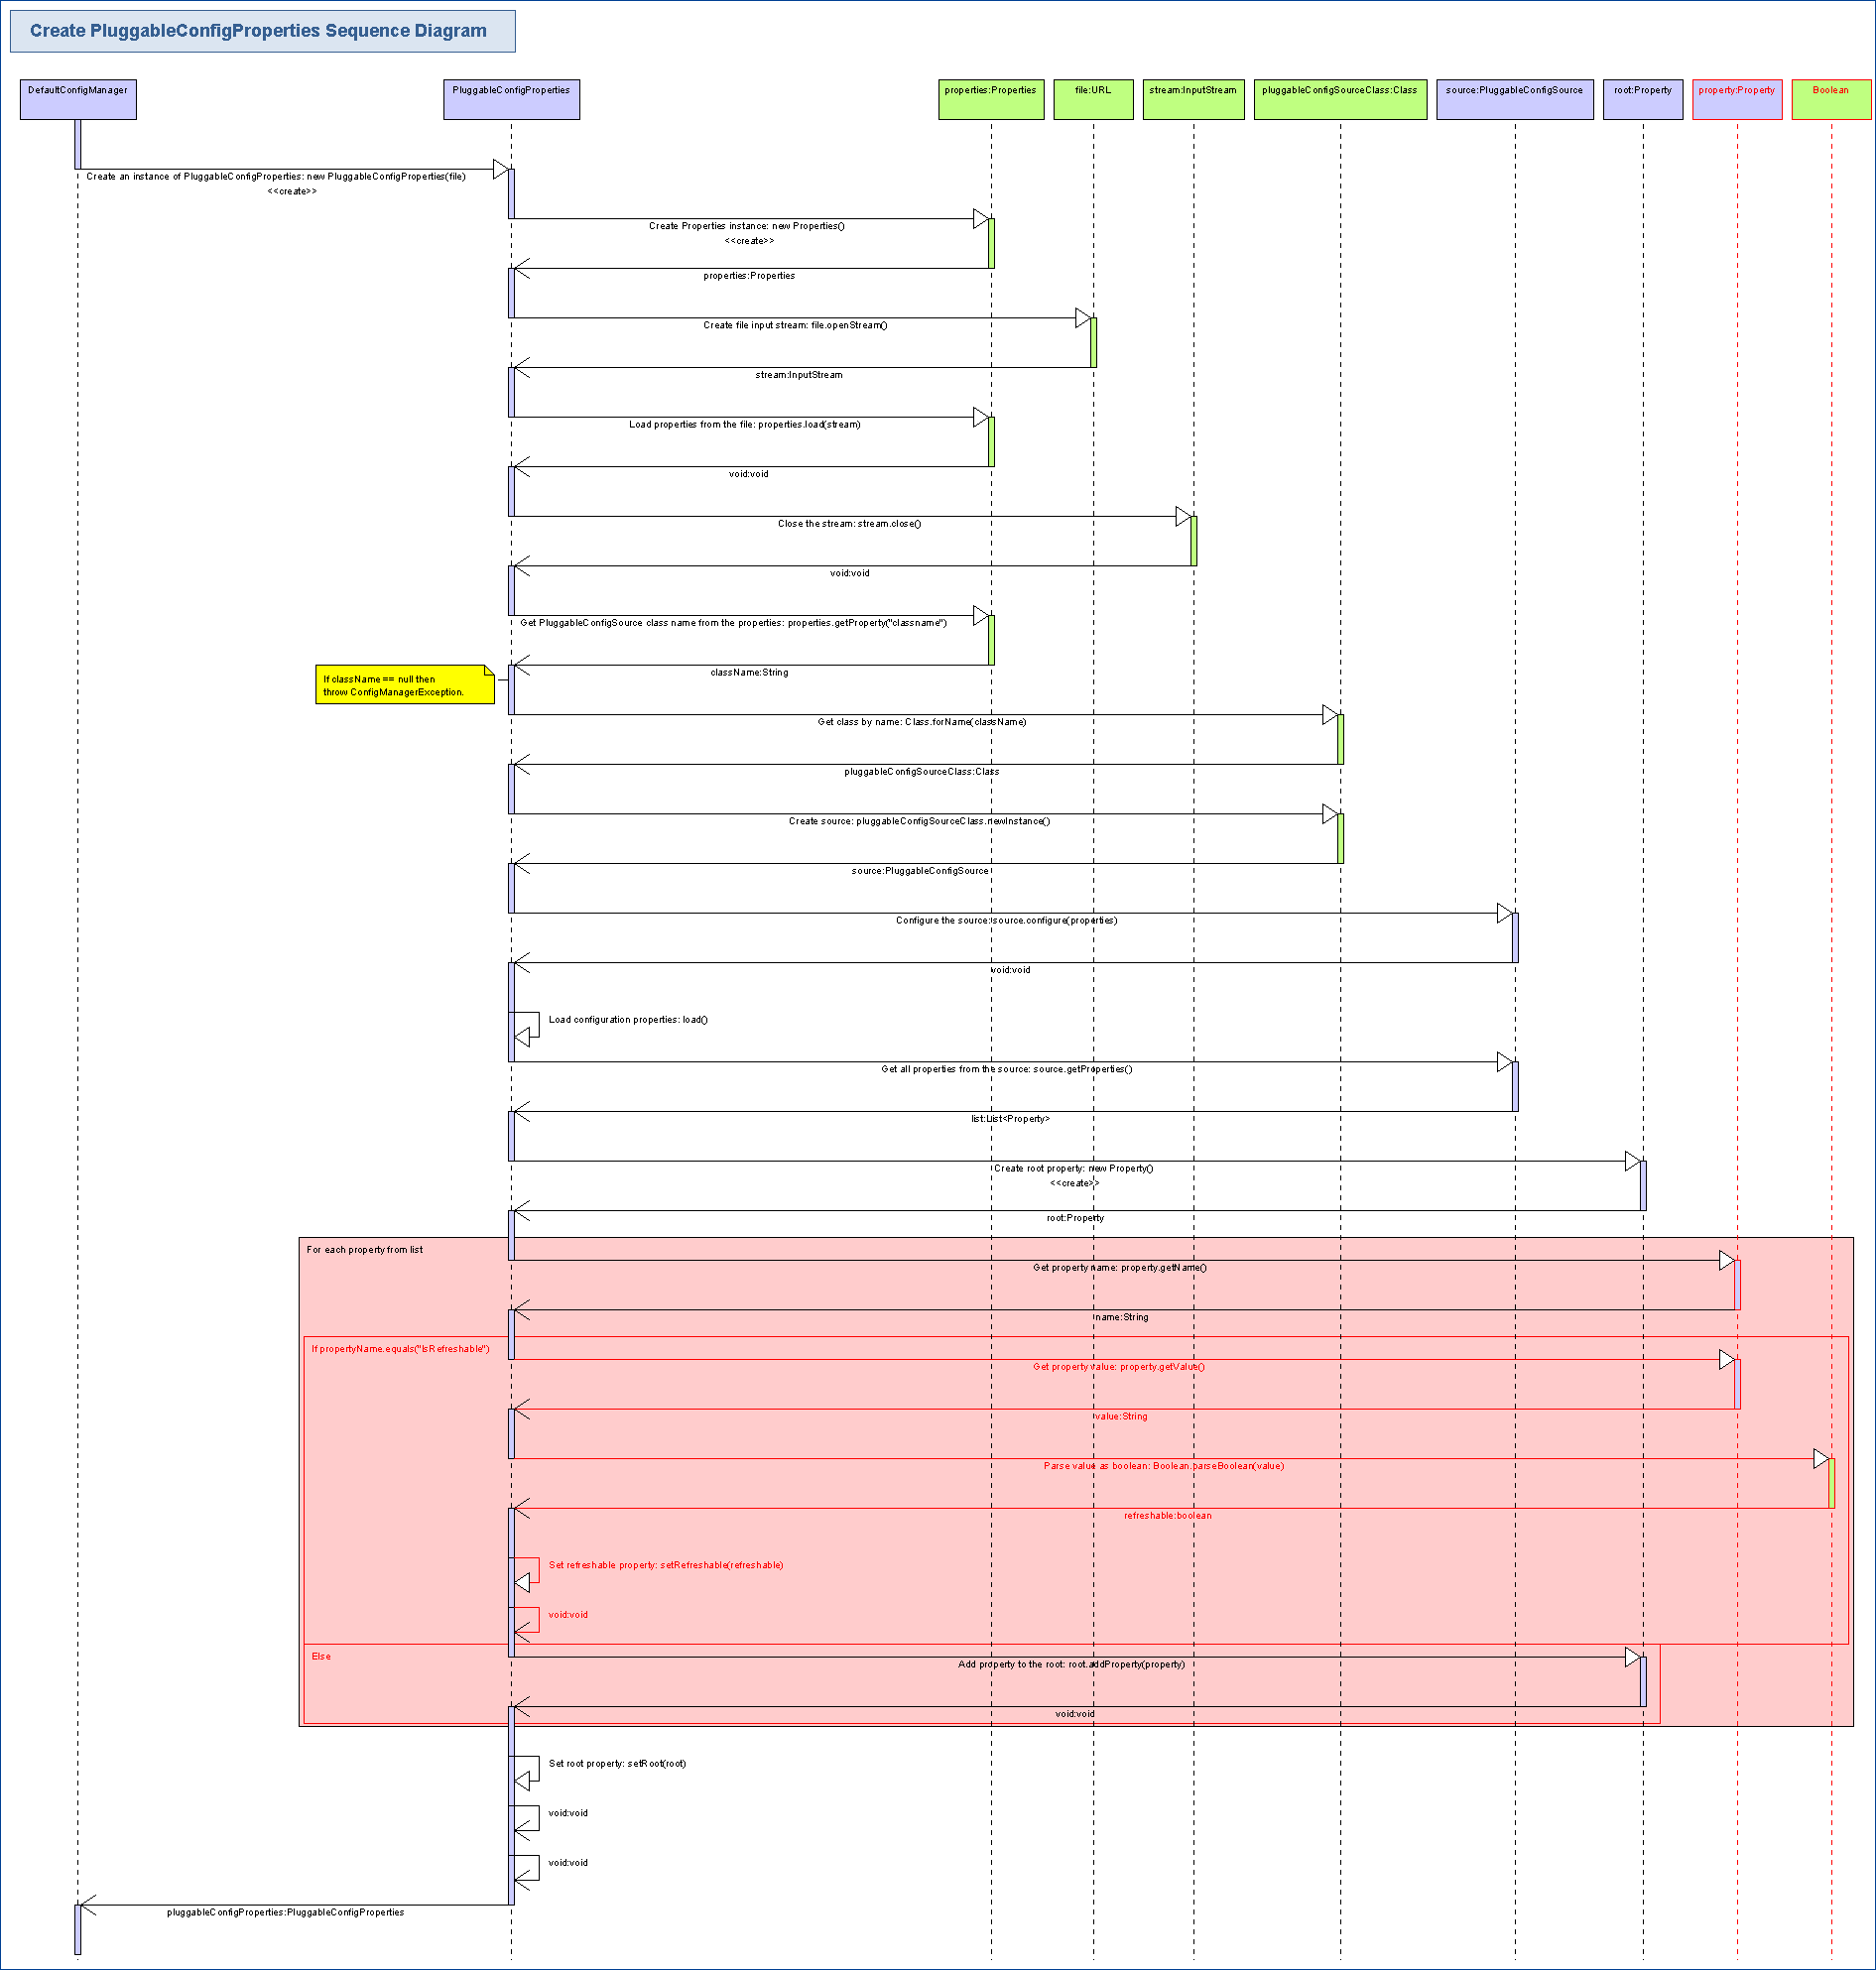 Create PluggableConfigProperties Sequence Diagram
DefaultConfigManager
PluggableConfigProperties
properties:Properties
file:URL
stream:InputStream
pluggableConfigSourceClass:Class
source:PluggableConfigSource
root:Property
property:Property
Boolean
Create an instance of PluggableConfigProperties: new PluggableConfigProperties(file)
<<create>>
Create Properties instance: new Properties()
<<create>>
properties:Properties
Create file input stream: file.openStream()
stream:InputStream
Load properties from the file: properties.load(stream)
void:void
Close the stream: stream.close()
void:void
Get PluggableConfigSource class name from the properties: properties.getProperty("classname")
className:String
If className == null then
throw ConfigManagerException.
Get class by name: Class.forName(className)
pluggableConfigSourceClass:Class
Create source: pluggableConfigSourceClass.newInstance()
source:PluggableConfigSource
Configure the source: source.configure(properties)
void:void
Load configuration properties: load()
Get all properties from the source: source.getProperties()
list:List<Property>
Create root property: new Property()
<<create>>
root:Property
For each property from list
Get property name: property.getName()
name:String
If propertyName.equals("IsRefreshable")
Get property value: property.getValue()
value:String
Parse value as boolean: Boolean.parseBoolean(value)
refreshable:boolean
Set refreshable property: setRefreshable(refreshable)
void:void
Else
Add property to the root: root.addProperty(property)
void:void
Set root property: setRoot(root)
void:void
void:void
pluggableConfigProperties:PluggableConfigProperties